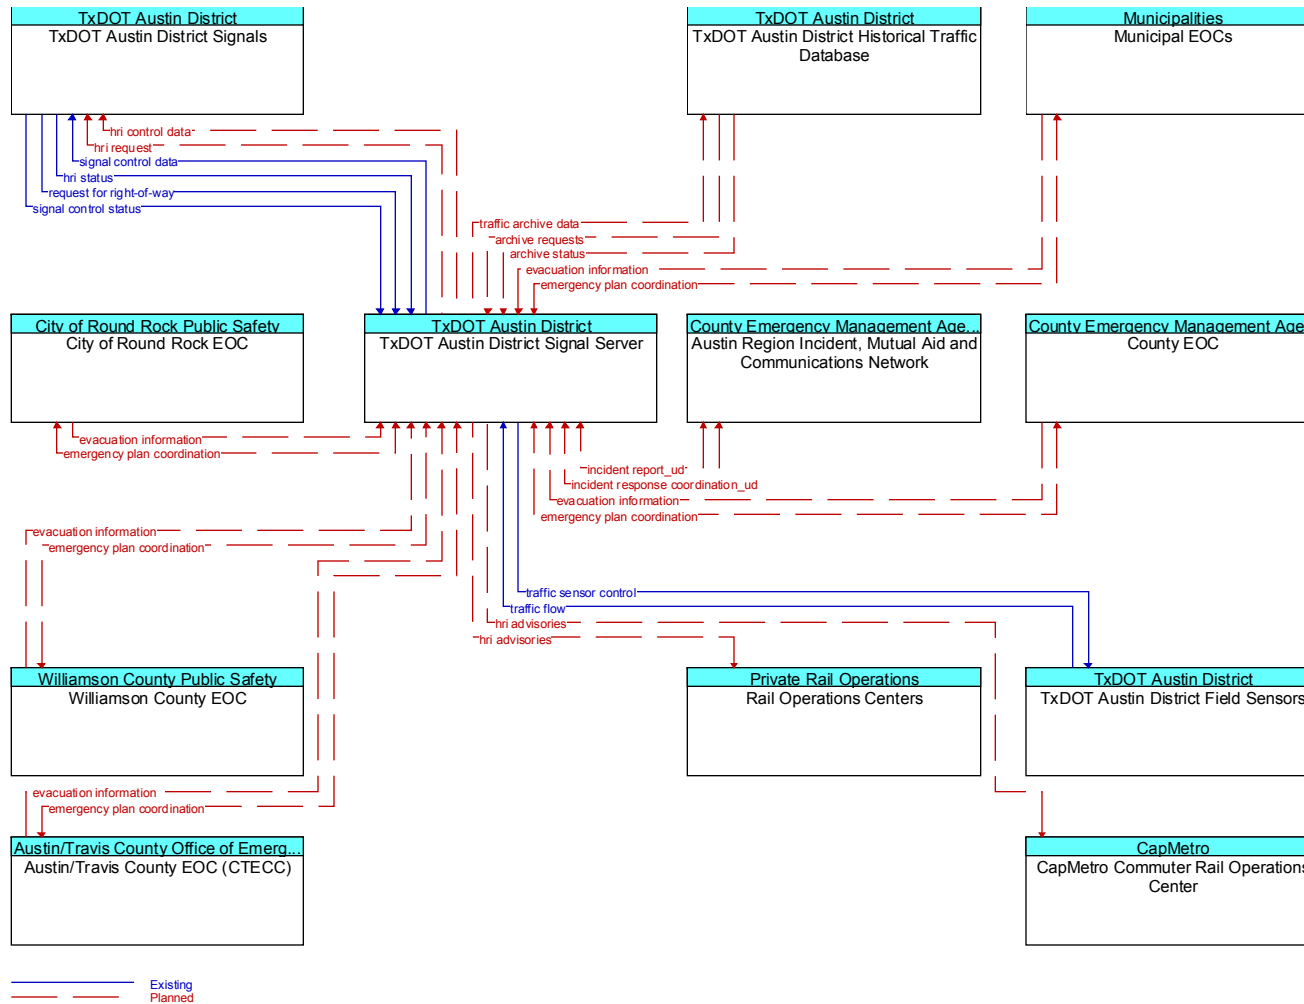 TxDOT Austin District
TxDOT Austin District Signals
TxDOT Austin District
TxDOT Austin District Historical Traffic
Database
Municipalities
Municipal EOCs
hri control data
hri request
signal control data
hri status
request for right-of-way
signal control status
traffic archive data
archive requests
archive status
evacuation information
emergency plan coordination
City of Round Rock Public Safety
City of Round Rock EOC
TxDOT Austin District
TxDOT Austin District Signal Server
County Emergency Management Age...
Austin Region Incident, Mutual Aid and
Communications Network
County Emergency Management Age
County EOC
evacuation information
emergency plan coordination
incident report_ud
incident response coordination_ud
evacuation information
emergency plan coordination
evacuation information
emergency plan coordination
traffic sensor control
traffic flow
hri advisories
hri advisories
Williamson County Public Safety
Williamson County EOC
Private Rail Operations
Rail Operations Centers
TxDOT Austin District
TxDOT Austin District Field Sensors
evacuation information
emergency plan coordination
Austin/Travis County Office of Emerg...
Austin/Travis County EOC (CTECC)
CapMetro
CapMetro Commuter Rail Operations
Center
Existing
Planned